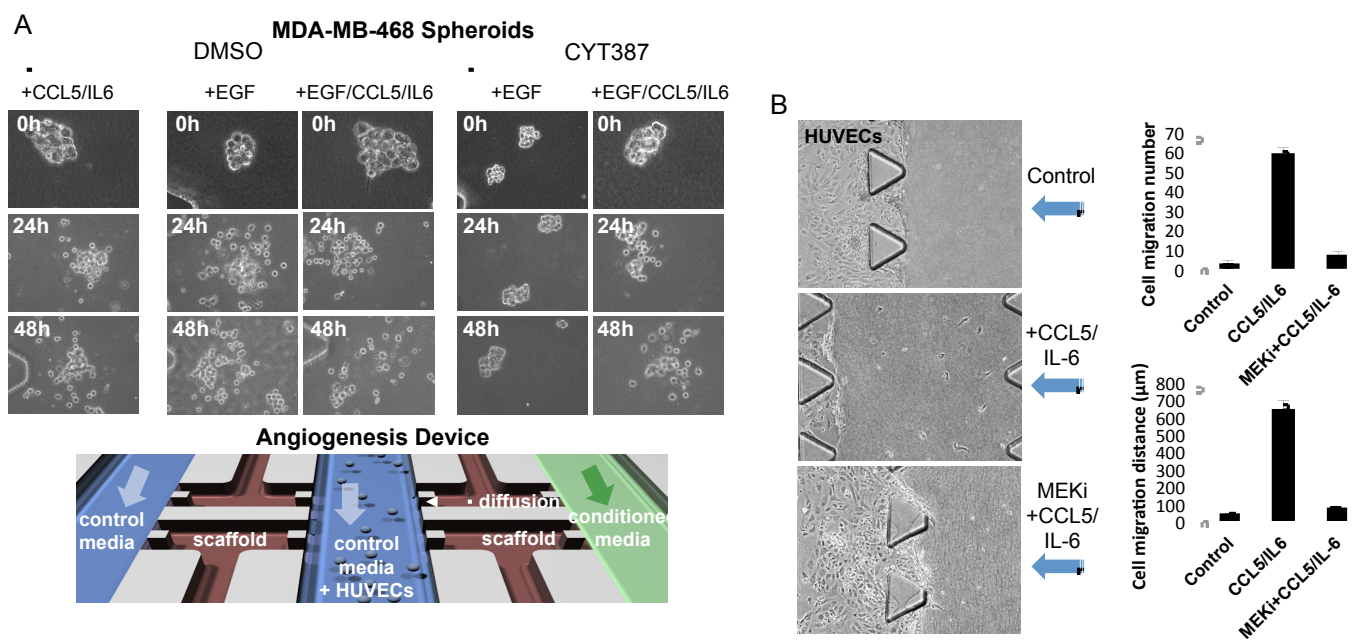 A
MDA-MB-468 Spheroids
DMSO
CYT387
-
-
+CCL5/IL6
+EGF
+EGF/CCL5/IL6
+EGF
+EGF/CCL5/IL6
0h
0h
0h
0h
0h
24h
24h
24h
24h
24h
48h
48h
48h
48h
48h
Angiogenesis Device
control
media
scaffold
control
media
+ HUVECs
diffusion
scaffold
conditione
media
B
HUVECs
Control
+CCL5/
IL-6
MEKi
+CCL5/
IL-6
Cell migration number
70
60
50
40
30
20
10
0
Control
CCL5/IL6
MEKi+CCL5/IL-6
Cell migration distance (µm)
800
700
600
500
400
300
200
100
0
Control
CCL5/IL6
MEKi+CCL5/IL-6